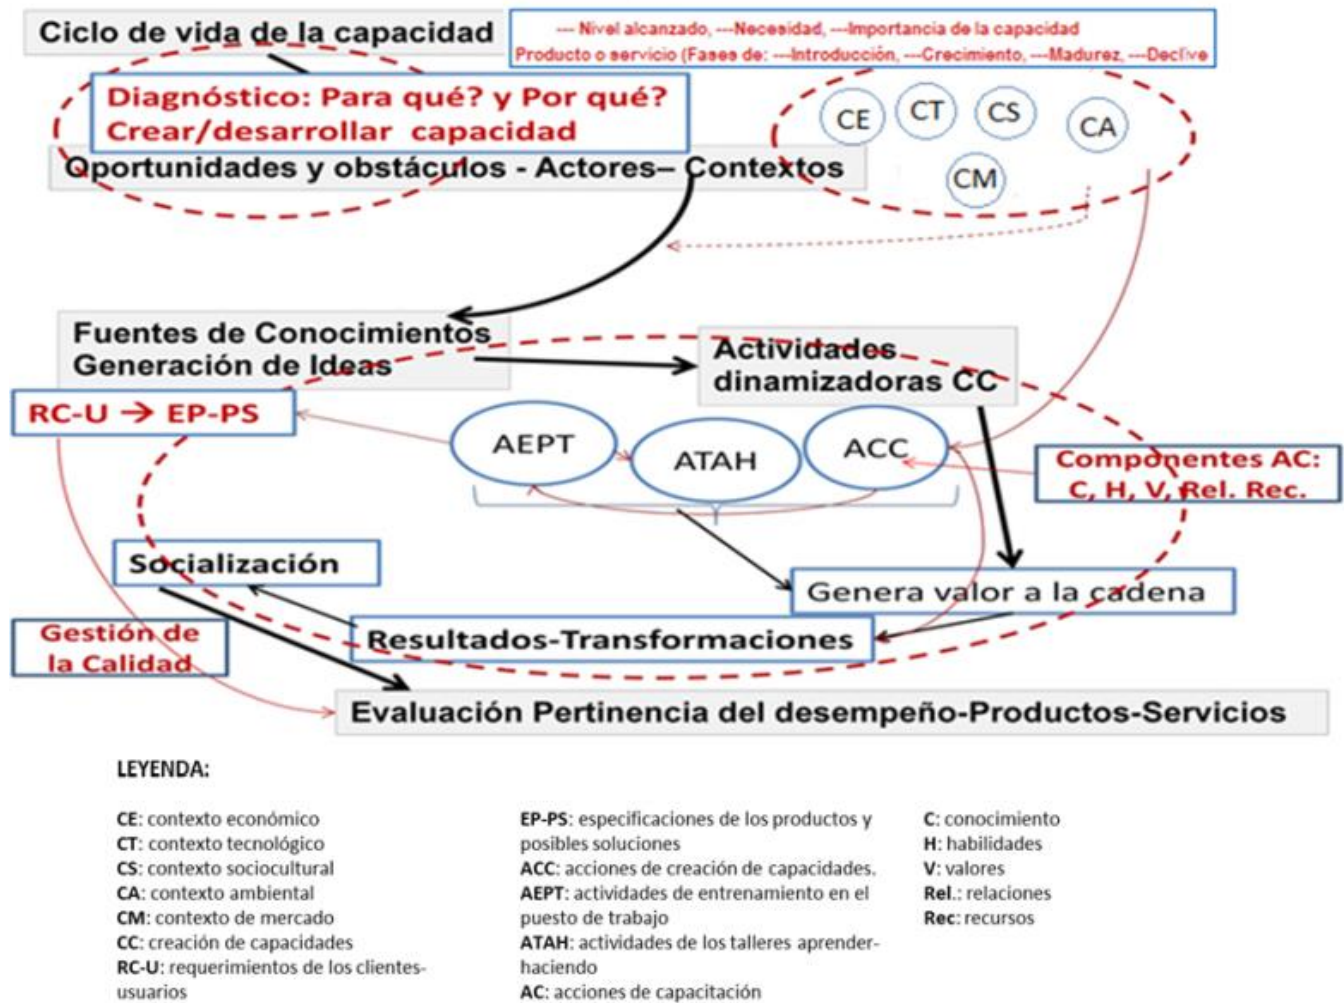 Ciclo de vida de la capacidad
--- Nivel alcanzado, ---Necesidad, ---Importancia de la capacidad
Producto o servicio (Fases de: ---Introducción, ---Crecimiento, ---Madurez, ---Declive
Diagnóstico: Para qué? y Por qué?
Crear/desarrollar capacidad
Oportunidades y obstáculos - Actores– Contextos
CE
CT
CS
CA
CM
Fuentes de Conocimientos
Generación de Ideas
Actividades
dinamizadoras CC
RC-U → EP-PS
AEPT
ATAH
ACC
Componentes AC:
C, H, V, Rel. Rec.
Socialización
Genera valor a la cadena
Gestión de
la Calidad
Resultados-Transformaciones
Evaluación Pertinencia del desempeño-Productos-Servicios
LEYENDA:
CE: contexto económico
CT: contexto tecnológico
CS: contexto sociocultural
CA: contexto ambiental
CM: contexto de mercado
CC: creación de capacidades
RC-U: requerimientos de los clientes-
usuarios
EP-PS: especificaciones de los productos y
posibles soluciones
ACC: acciones de creación de capacidades.
AEPT: actividades de entrenamiento en el
puesto de trabajo
ATAH: actividades de los talleres aprender-
haciendo
AC: acciones de capacitación
C: conocimiento
H: habilidades
V: valores
Rel.: relaciones
Rec: recursos